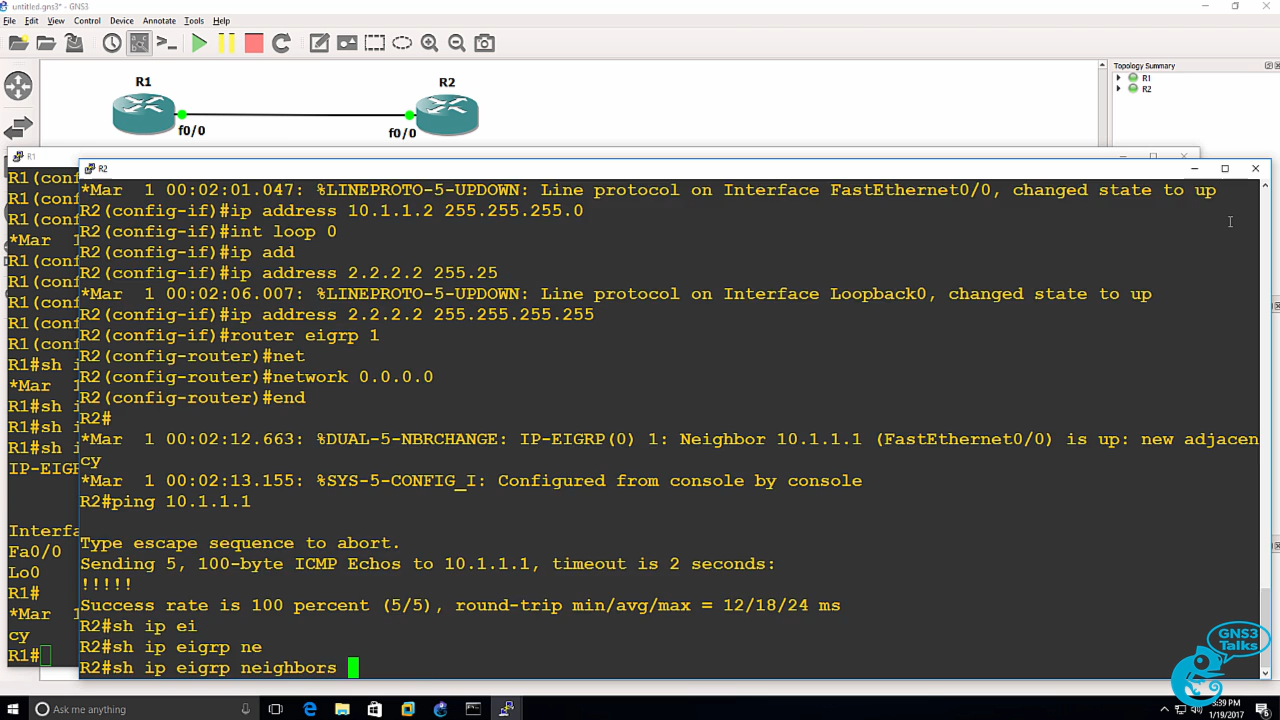 untitled.gns3* - GNS3
File Edit View Control Device Annotate Tools Help
R1
R2
f0/0
f0/0
Topology Summary
R1
R2
R1
R1(conf
R1(conf
R1(conf
*Mar 1
R1(conf
R1(conf
R1(conf
R1(conf
R1(conf
R1#sh i
*Mar 1
R1#sh i
R1#sh i
R1#sh i
IP-EIGR
Interfa
Fa0/0
Lo0
R1#
*Mar 1
cy
R1#
R2
*Mar 1 00:02:01.047: %LINEPROTO-5-UPDOWN: Line protocol on Interface FastEthernet0/0, changed state to up
R2(config-if)#ip address 10.1.1.2 255.255.255.0
R2(config-if)#int loop 0
R2(config-if)#ip add
R2(config-if)#ip address 2.2.2.2 255.25
*Mar 1 00:02:06.007: %LINEPROTO-5-UPDOWN: Line protocol on Interface Loopback0, changed state to up
R2(config-if)#ip address 2.2.2.2 255.255.255.255
R2(config-if)#router eigrp 1
R2(config-router)#net
R2(config-router)#network 0.0.0.0
R2(config-router)#end
R2#
*Mar 1 00:02:12.663: %DUAL-5-NBRCHANGE: IP-EIGRP(0) 1: Neighbor 10.1.1.1 (FastEthernet0/0) is up: new adjacen
cy
*Mar 1 00:02:13.155: %SYS-5-CONFIG_I: Configured from console by console
R2#ping 10.1.1.1
Type escape sequence to abort.
Sending 5, 100-byte ICMP Echos to 10.1.1.1, timeout is 2 seconds:
!!!!!
Success rate is 100 percent (5/5), round-trip min/avg/max = 12/18/24 ms
R2#sh ip ei
R2#sh ip eigrp ne
R2#sh ip eigrp neighbors
GNS3
Talks
Ask me anything
:39 PM
1/19/2017